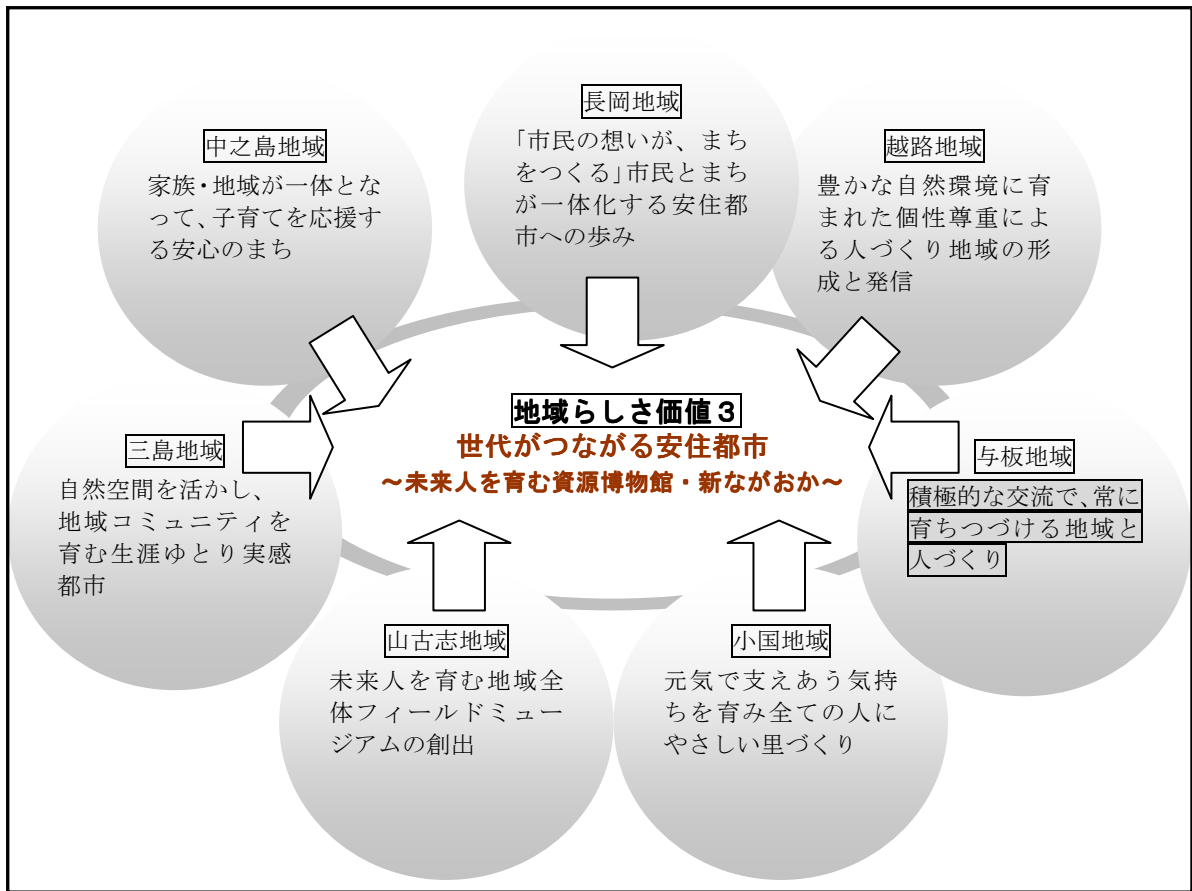 長岡地域
「市民の想いが、まち
をつくる」市民とまち
が一体化する安住都
市への歩み
中之島地域
家族・地域が一体とな
って、子育てを応援す
る安心のまち
越路地域
豊かな自然環境に育
まれた個性尊重によ
る人づくり地域の形
成と発信
地域らしさ価値３
世代がつながる安住都市
～未来人を育む資源博物館・新ながおか～
三島地域
自然空間を活かし、
地域コミュニティを
育む生涯ゆとり実感
都市
与板地域
積極的な交流で、常に
育ちつづける地域と
人づくり
山古志地域
未来人を育む地域全
体フィールドミュー
ジアムの創出
小国地域
元気で支えあう気持
ちを育み全ての人に
やさしい里づくり